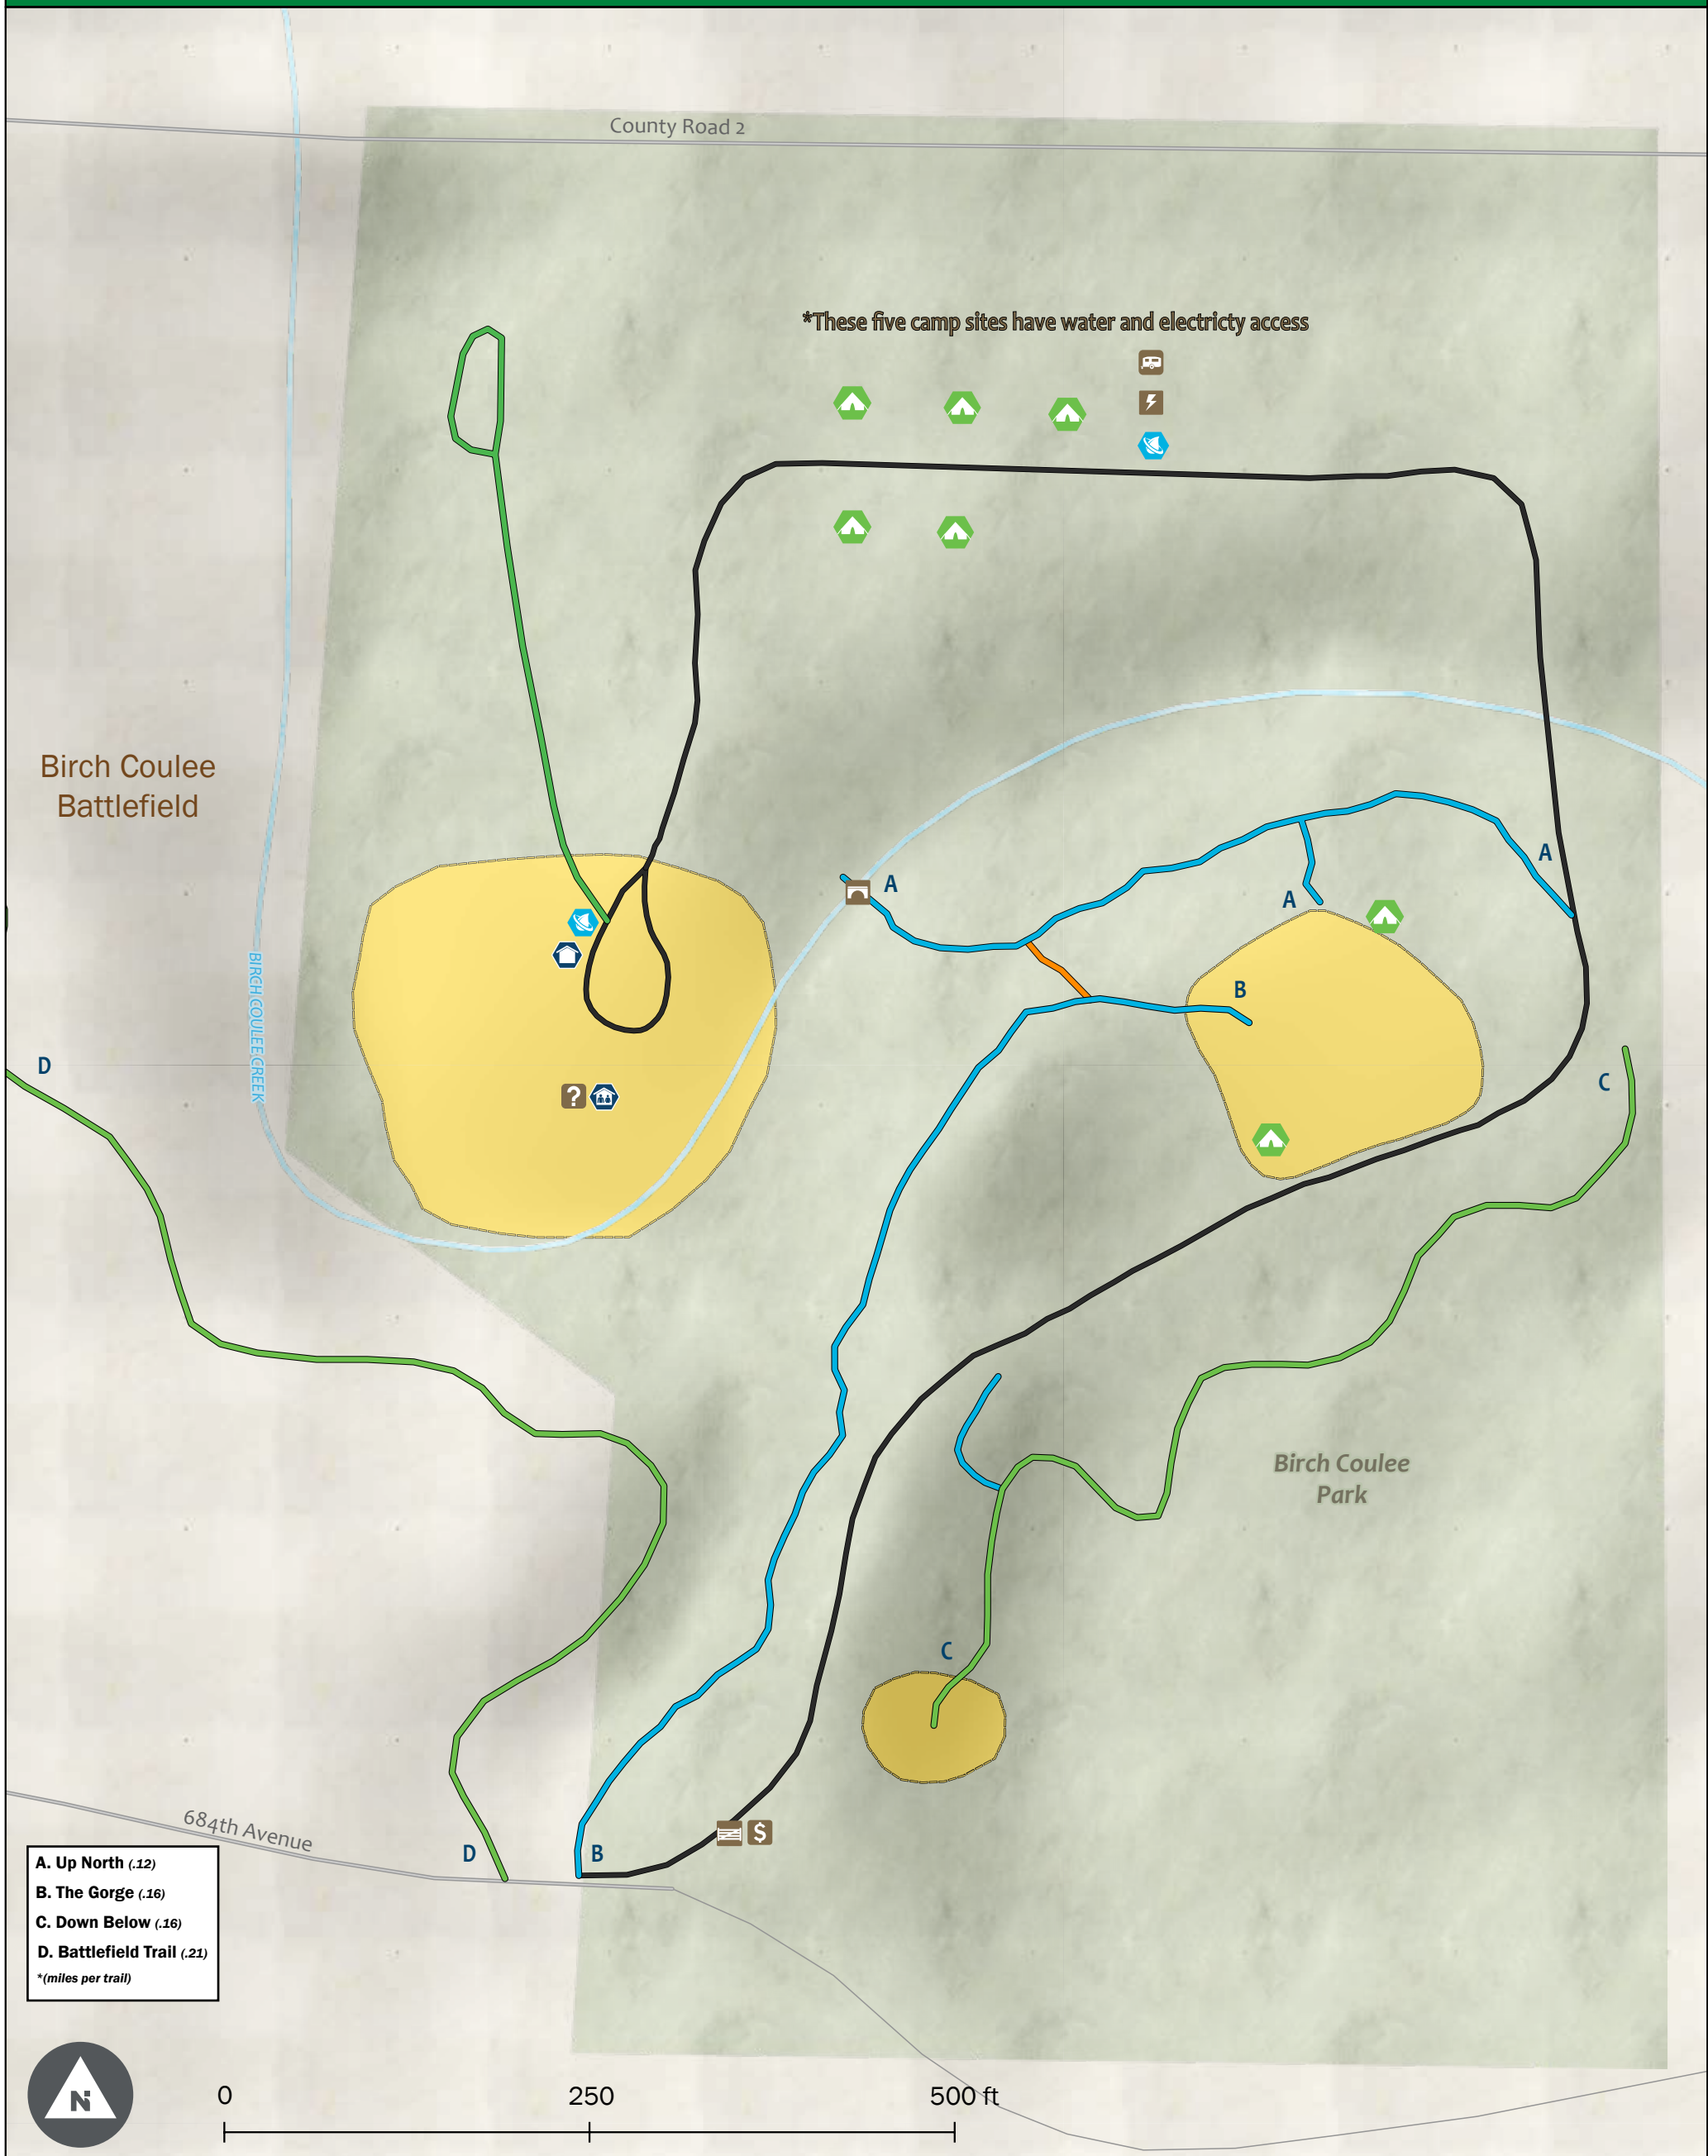 County Road 2
*These five camp sites have water and electricty access
Birch Coulee
Battlefield
A
A
A
B
BIRCH COULEE CREEK
D
?
C
Birch Coulee
Park
C
684th Avenue
$
D
B
A. Up North (.12)
B. The Gorge (.16)
C. Down Below (.16)
D. Battlefield Trail (.21)
*(miles per trail)
N
0 250 500 ft